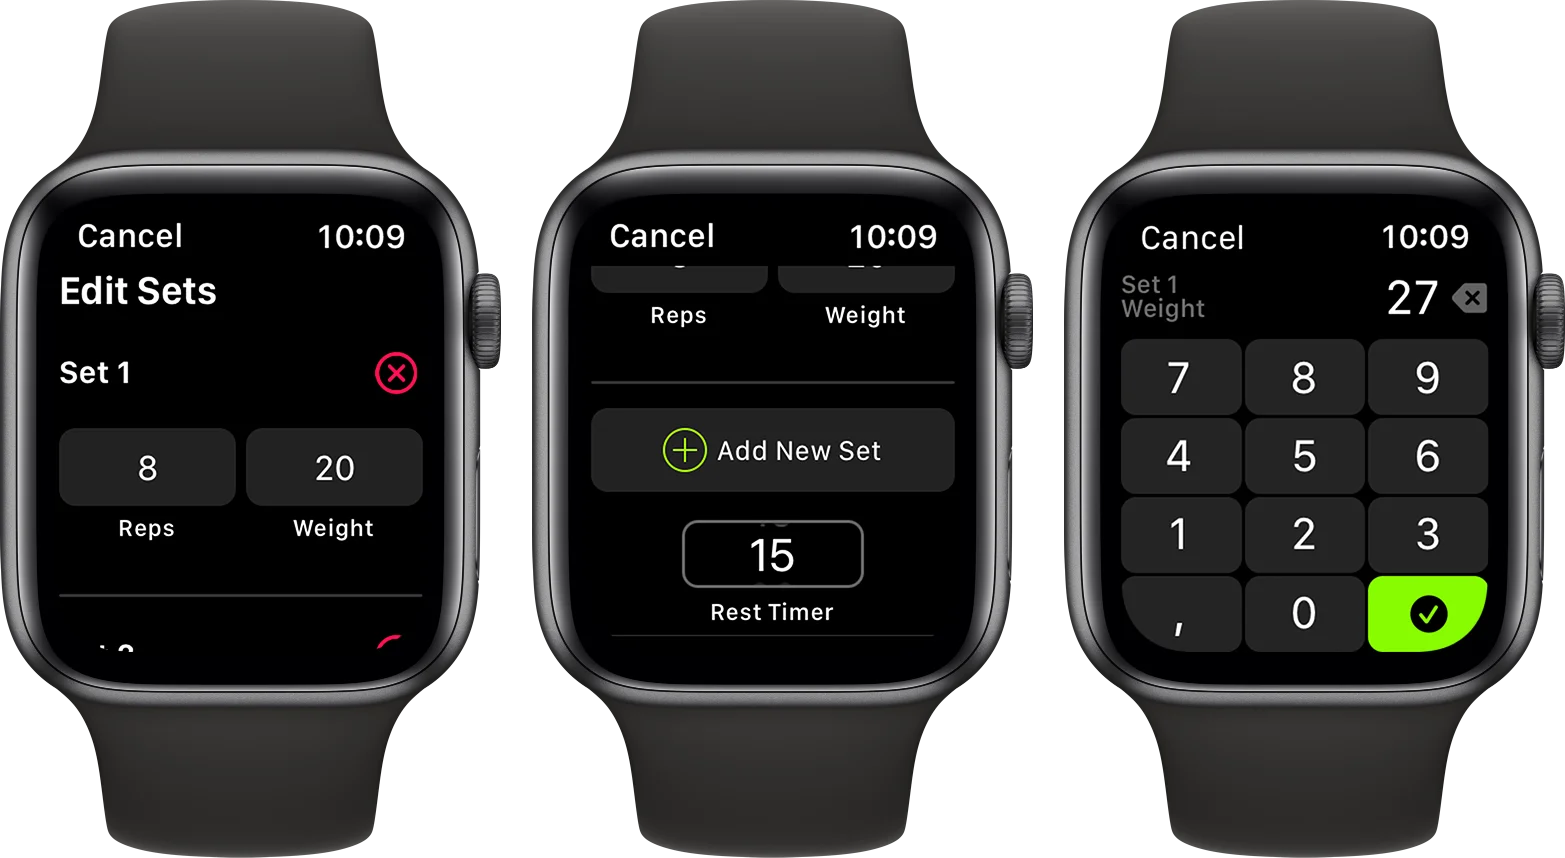 Cancel 10:09
Edit Sets
Set 1
8 20
Reps Weight
Cancel 10:09
Reps Weight
Add New Set
15
Rest Timer
Cancel 10:09
Set 1
Weight
27
7 8 9
4 5 6
1 2 3
, 0